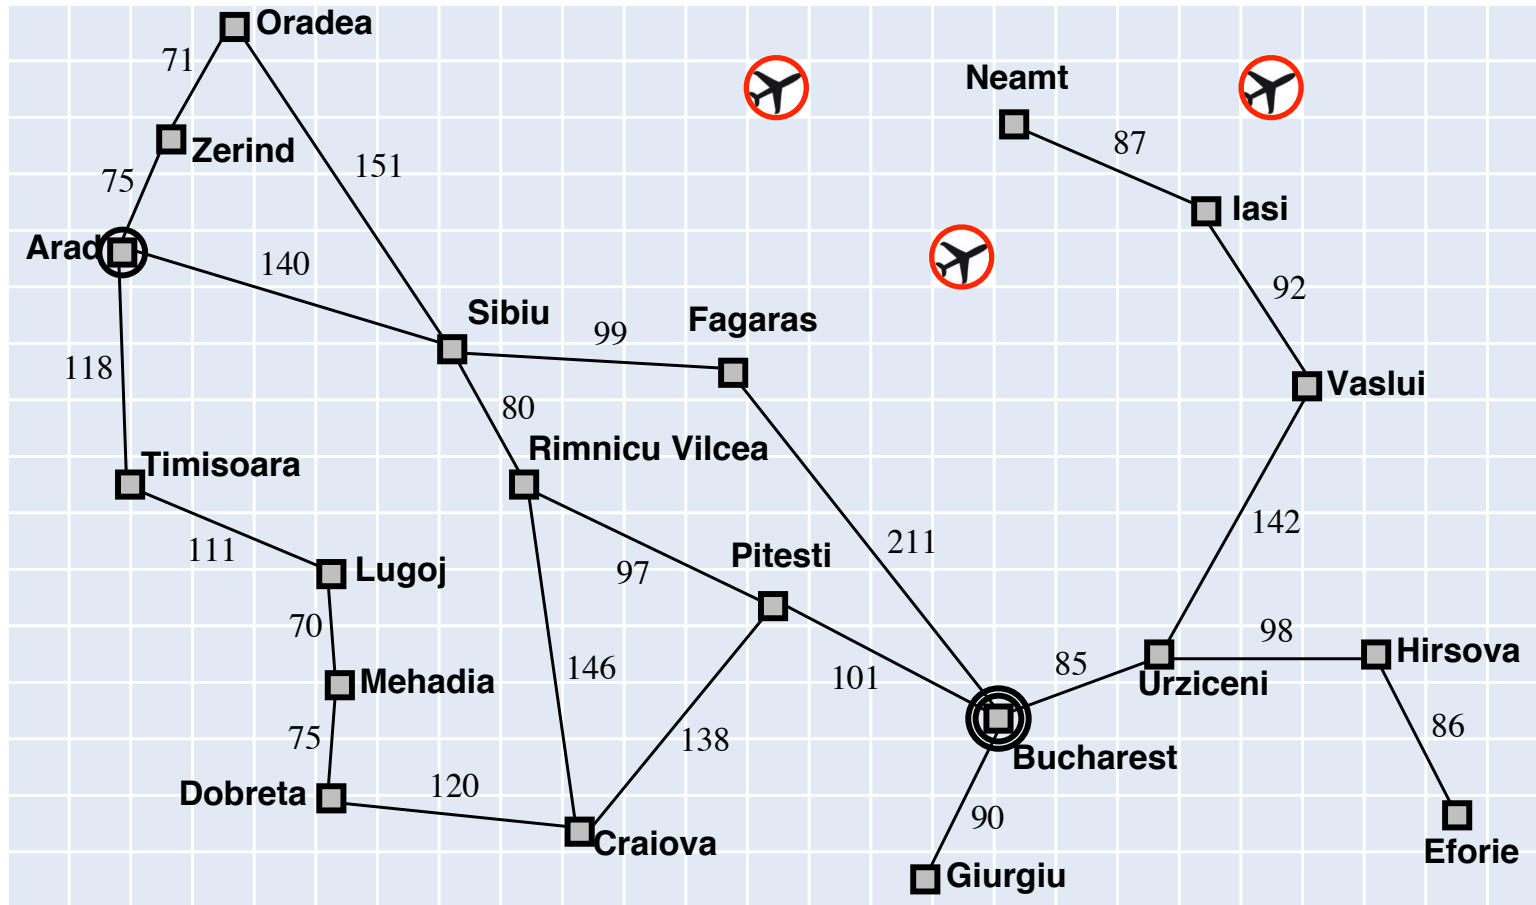 Oradea
71
Neamt
87
Zerind
151
75
Iasi
Arad
140
92
Sibiu
Fagaras
99
118
Vaslui
80
Rimnicu Vilcea
Timisoara
142
211
111
Pitesti
Lugoj
97
70
98
Hirsova
146
85
101
Urziceni
Mehadia
86
75
138
Bucharest
Dobreta
120
90
Craiova
Eforie
Giurgiu